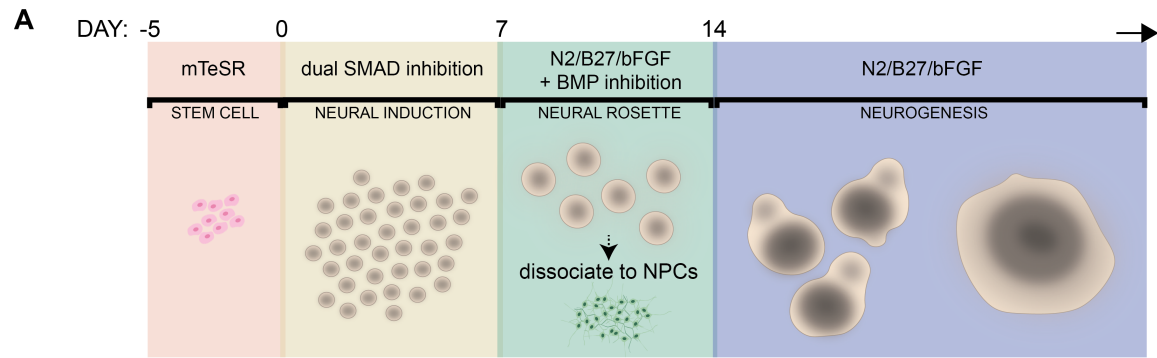 A
DAY: -5 0 7 14
mTeSR
dual SMAD inhibition
N2/B27/bFGF
+ BMP inhibition
N2/B27/bFGF
STEM CELL
NEURAL INDUCTION
NEURAL ROSETTE
NEUROGENESIS
dissociate to NPCs